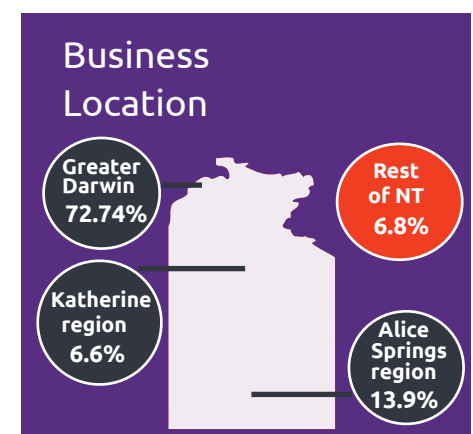 Business
Location
Greater
Darwin
72.74%
Rest
of NT
6.8%
Katherine
region
6.6%
Alice
Springs
region
13.9%